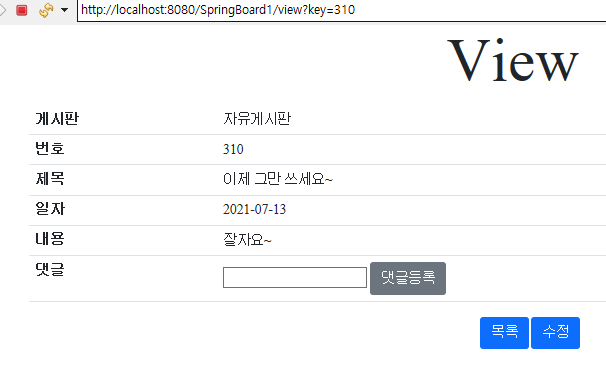 http://localhost:8080/SpringBoard1/view?key=310
View
게시판 자유게시판
번호 310
제목 이제 그만 쓰세요~
일자 2021-07-13
내용 잘자요~
댓글 댓글등록
목록 수정